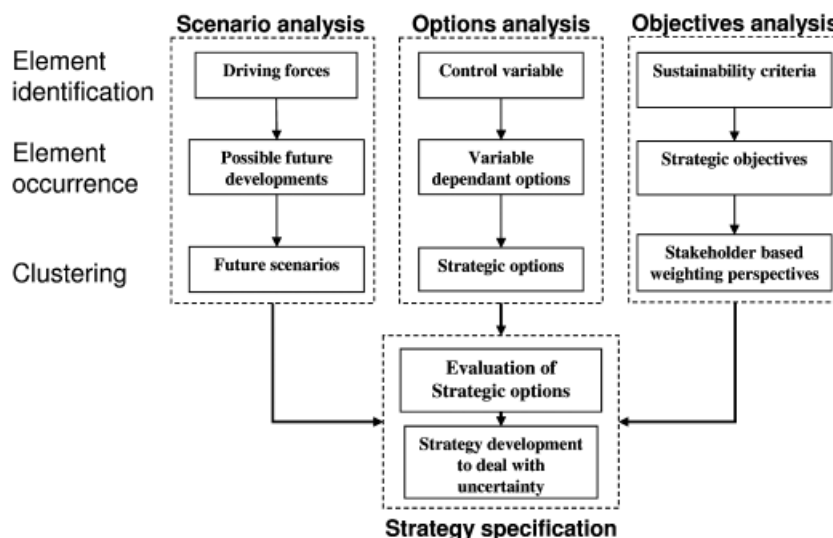 Scenario analysis
Options analysis
Objectives analysis
Element
identification
Driving forces
Control variable
Sustainability criteria
Element
occurrence
Possible future
developments
Variable
dependant options
Strategic objectives
Clustering
Future scenarios
Strategic options
Stakeholder based
weighting perspectives
Evaluation of
Strategic options
Strategy development
to deal with
uncertainty
Strategy specification